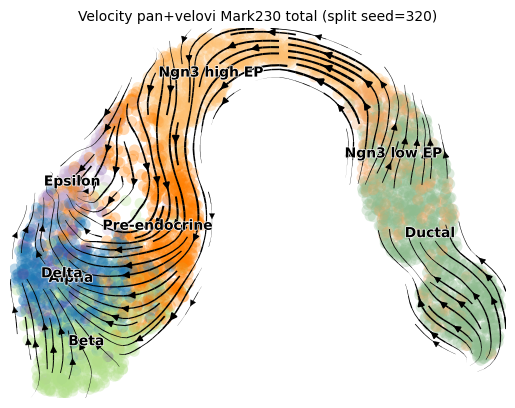 Velocity pan+velovi Mark230 total (split seed=320)
Ngn3 high EP
Ngn3 low EP
Epsilon
Pre-endocrine
Ductal
Delta
Alpha
Beta